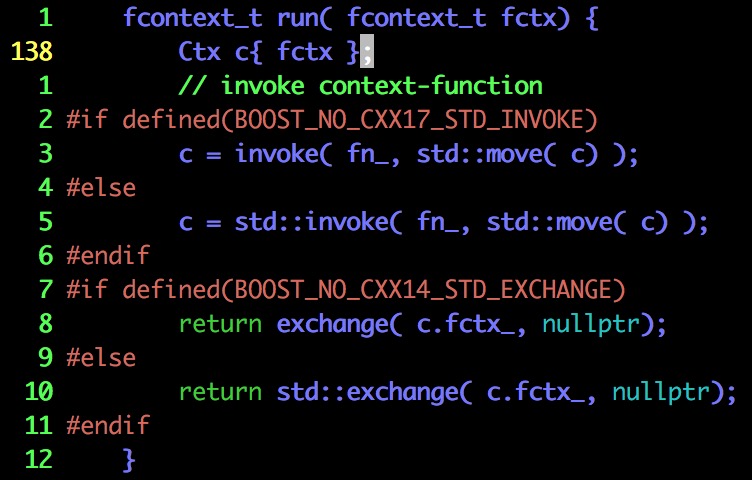 1     fcontext_t run( fcontext_t fctx) {
138         Ctx c{ fctx };
1         // invoke context-function
2 #if defined(BOOST_NO_CXX17_STD_INVOKE)
3         c = invoke( fn_, std::move( c) );
4 #else
5         c = std::invoke( fn_, std::move( c) );
6 #endif
7 #if defined(BOOST_NO_CXX14_STD_EXCHANGE)
8         return exchange( c.fctx_, nullptr);
9 #else
10         return std::exchange( c.fctx_, nullptr);
11 #endif
12     }